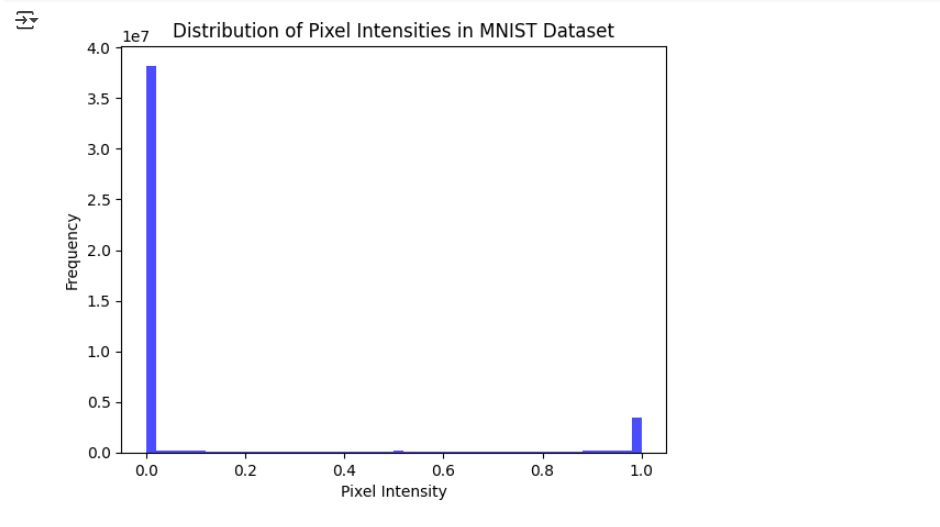 Distribution of Pixel Intensities in MNIST Dataset
1e7
4.0
3.5
3.0
2.5
2.0
1.5
1.0
0.5
0.0
Frequency
0.0 0.2 0.4 0.6 0.8 1.0
Pixel Intensity